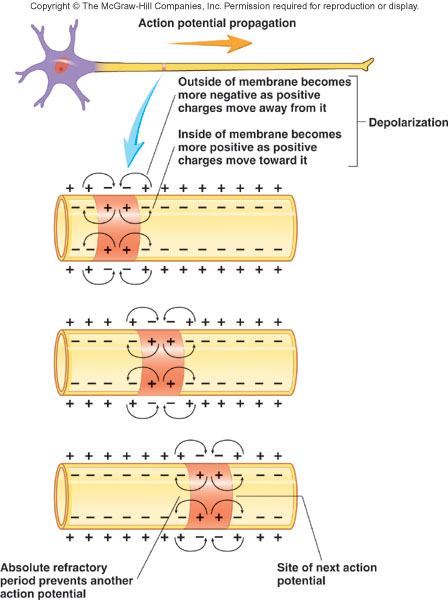 Copyright © The McGraw-Hill Companies, Inc. Permission required for reproduction or display.
Action potential propagation
Outside of membrane becomes
more negative as positive
charges move away from it
Depolarization
Inside of membrane becomes
more positive as positive
charges move toward it
Absolute refractory
period prevents another
action potential
Site of next action
potential